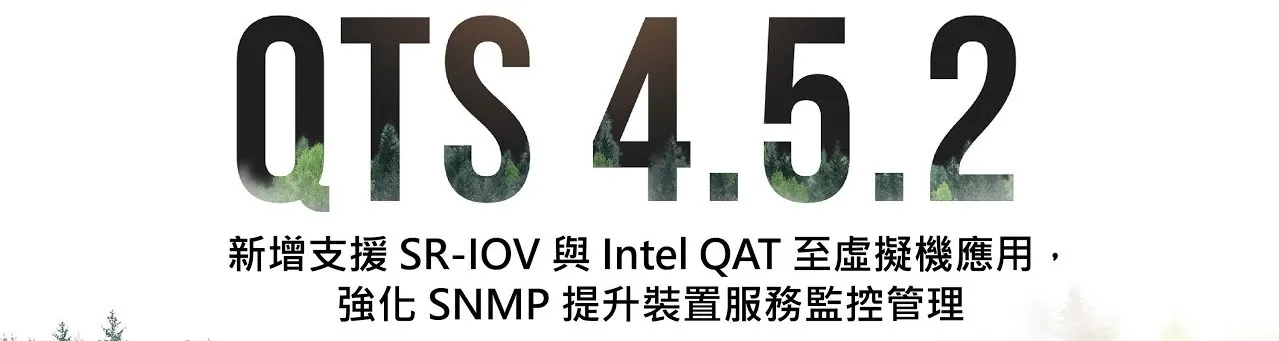 QTS 4.5.2
新增支援 SR-IOV 與 Intel QAT 至虛擬機應用，
強化 SNMP 提升裝置服務監控管理